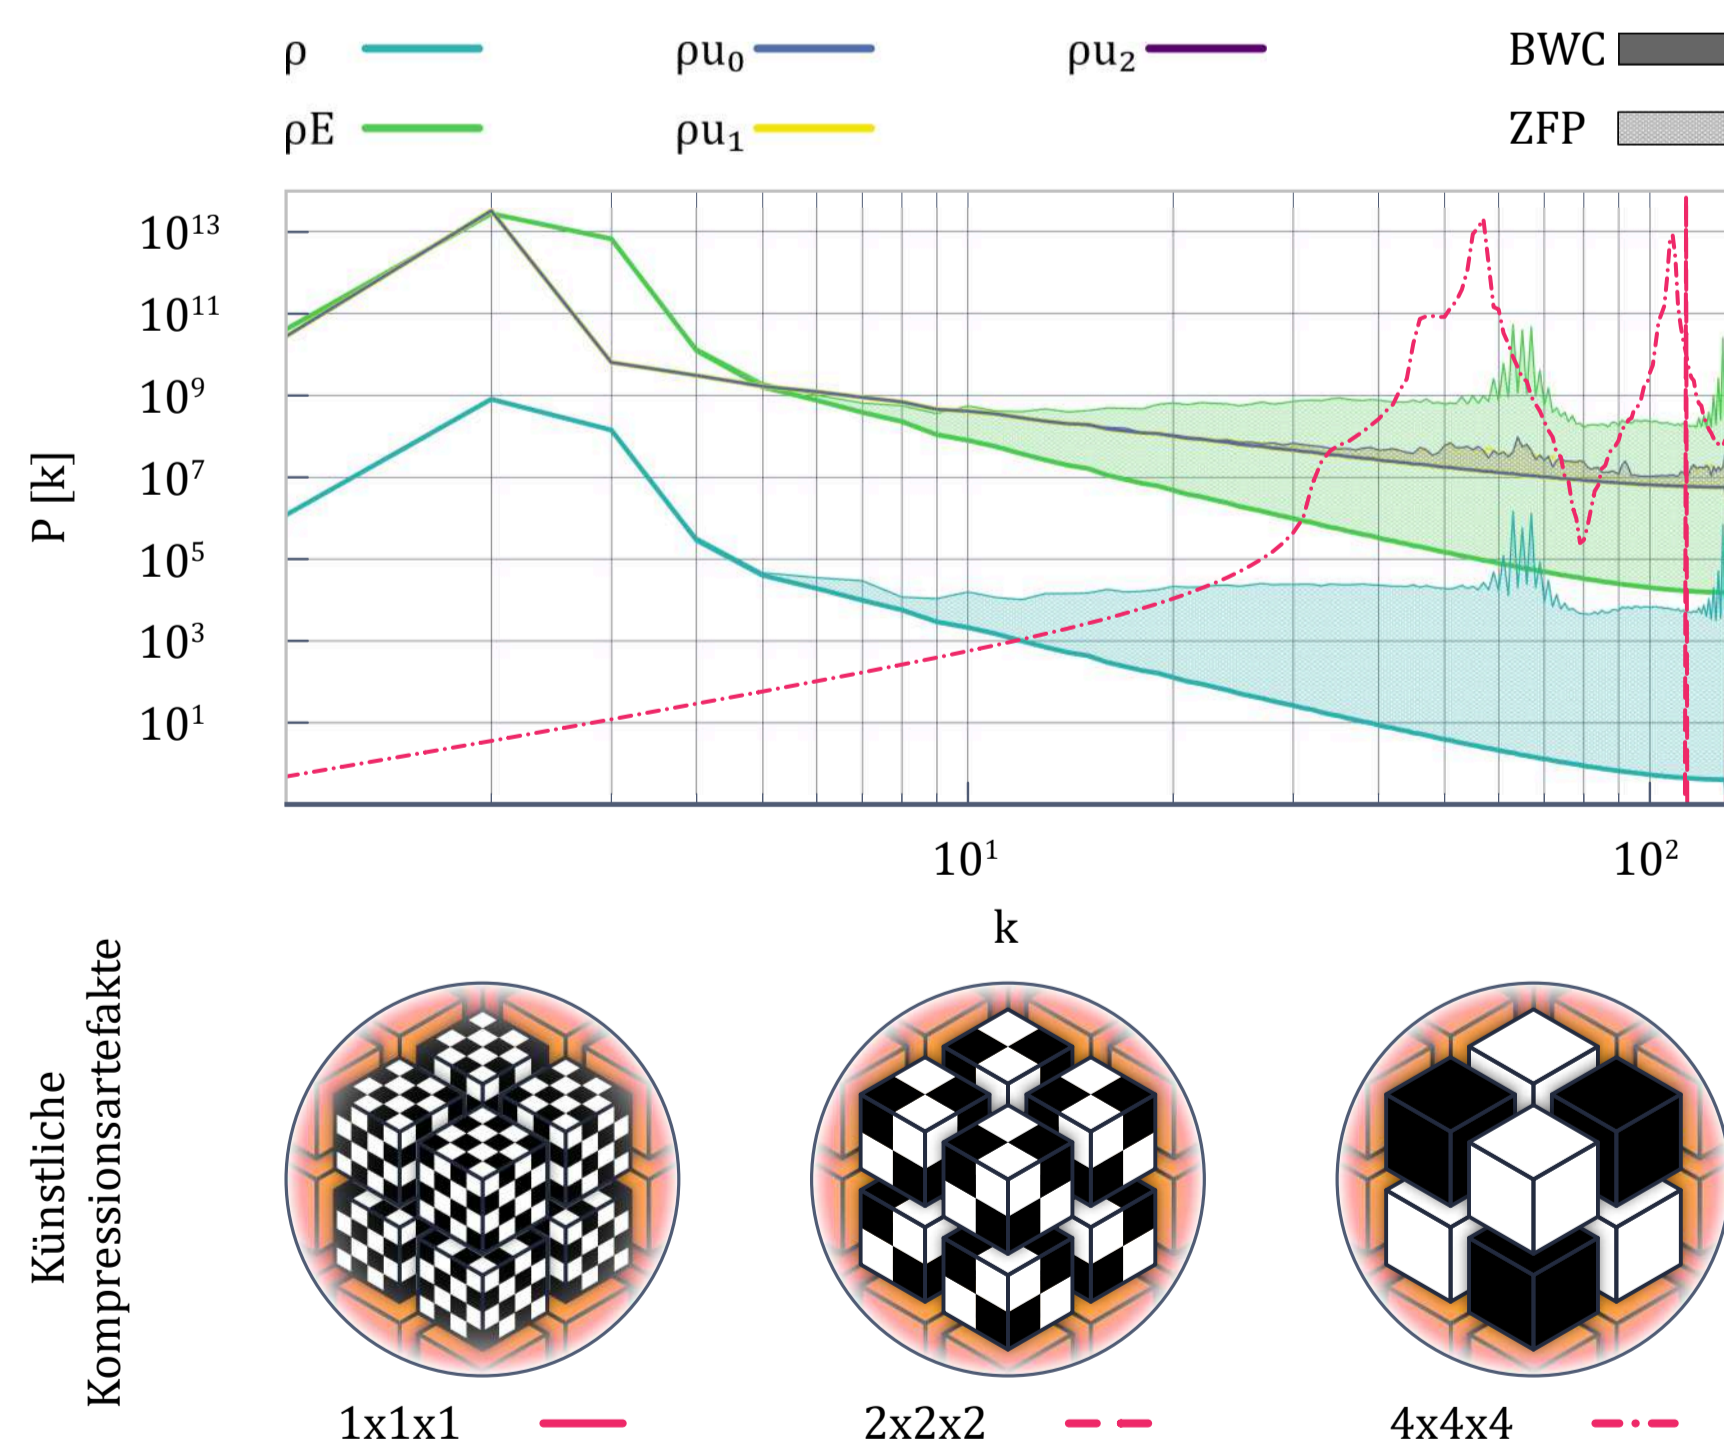 ρ ρu₀ ρu₂ BWC
ρE ρu₁ ZFP
10¹³
10¹¹
10⁹
10⁷
10⁵
10³
10¹
P [k]
10¹ 10²
k
Künstliche
Kompressionsartefakte
1x1x1 2x2x2 4x4x4